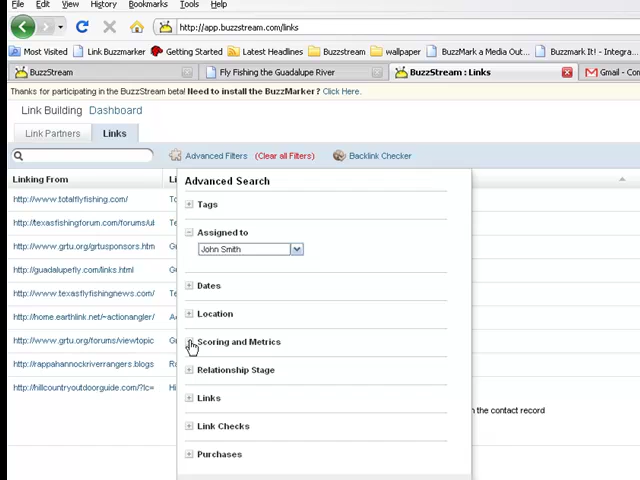 File Edit View History Bookmarks Tools Help
http://app.buzzstream.com/links
Most Visited Link Buzzmarker Getting Started Latest Headlines Buzzstream wallpaper BuzzMark a Media Out... Buzzmark It! - Integra...
BuzzStream Fly Fishing the Guadalupe River BuzzStream : Links Gmail - Con
Thanks for participating in the BuzzStream beta! Need to install the BuzzMarker ? Click Here.
Link Building Dashboard
Link Partners Links
Advanced Filters (Clear all Filters) Backlink Checker
Linking From
Advanced Search
http://www.totalflyfishing.com/
Tags
http://texasfishingforum.com/forums/ul
Assigned to
http://www.grtu.org/grtusponsors.htm
John Smith
http://guadalupefly.com/links.html
Dates
http://www.texasflyfishingnews.com/
Location
http://home.earthlink.net/~actionangler/
Scoring and Metrics
http://www.grtu.org/forums/viewtopic
Relationship Stage
http://rappahannockriverrangers.blogs
http://hillcountryoutdoorguide.com/?lc=
Links
n the contact record
Link Checks
Purchases